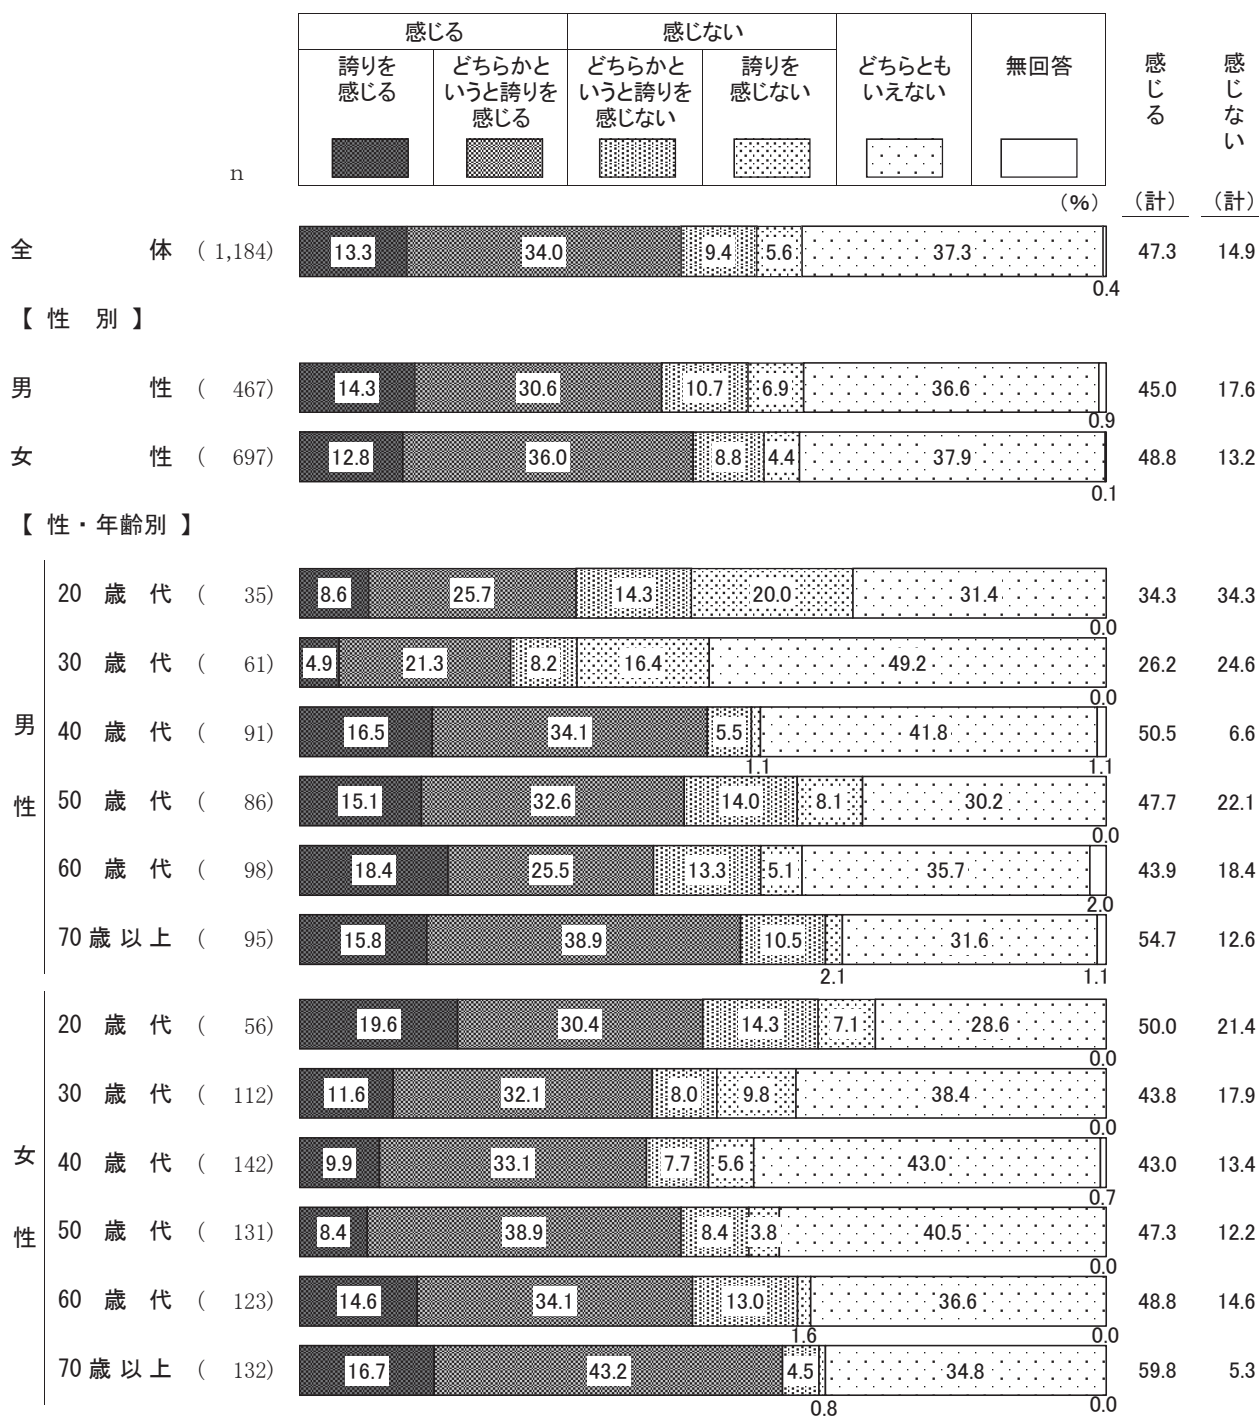 感じる 感じない
誇りを感じる どちらかというと誇りを感じる どちらかというと誇りを感じない 誇りを感じない どちらともいえない 無回答 感じる 感じない
n
(%) (計) (計)
全体 (1,184) 13.3 34.0 9.4 5.6 37.3 0.4 47.3 14.9
【性別】
男性 (467) 14.3 30.6 10.7 6.9 36.6 0.9 45.0 17.6
女性 (697) 12.8 36.0 8.8 4.4 37.9 0.1 48.8 13.2
【性・年齢別】
男性
20歳代 (35) 8.6 25.7 14.3 20.0 31.4 0.0 34.3 34.3
30歳代 (61) 4.9 21.3 8.2 16.4 49.2 0.0 26.2 24.6
40歳代 (91) 16.5 34.1 5.5 1.1 41.8 1.1 50.5 6.6
50歳代 (86) 15.1 32.6 14.0 8.1 30.2 0.0 47.7 22.1
60歳代 (98) 18.4 25.5 13.3 5.1 35.7 2.0 43.9 18.4
70歳以上 (95) 15.8 38.9 10.5 2.1 31.6 1.1 54.7 12.6
女性
20歳代 (56) 19.6 30.4 14.3 7.1 28.6 0.0 50.0 21.4
30歳代 (112) 11.6 32.1 8.0 9.8 38.4 0.0 43.8 17.9
40歳代 (142) 9.9 33.1 7.7 5.6 43.0 0.7 43.0 13.4
50歳代 (131) 8.4 38.9 8.4 3.8 40.5 0.0 47.3 12.2
60歳代 (123) 14.6 34.1 13.0 1.6 36.6 0.0 48.8 14.6
70歳以上 (132) 16.7 43.2 4.5 0.8 34.8 0.0 59.8 5.3